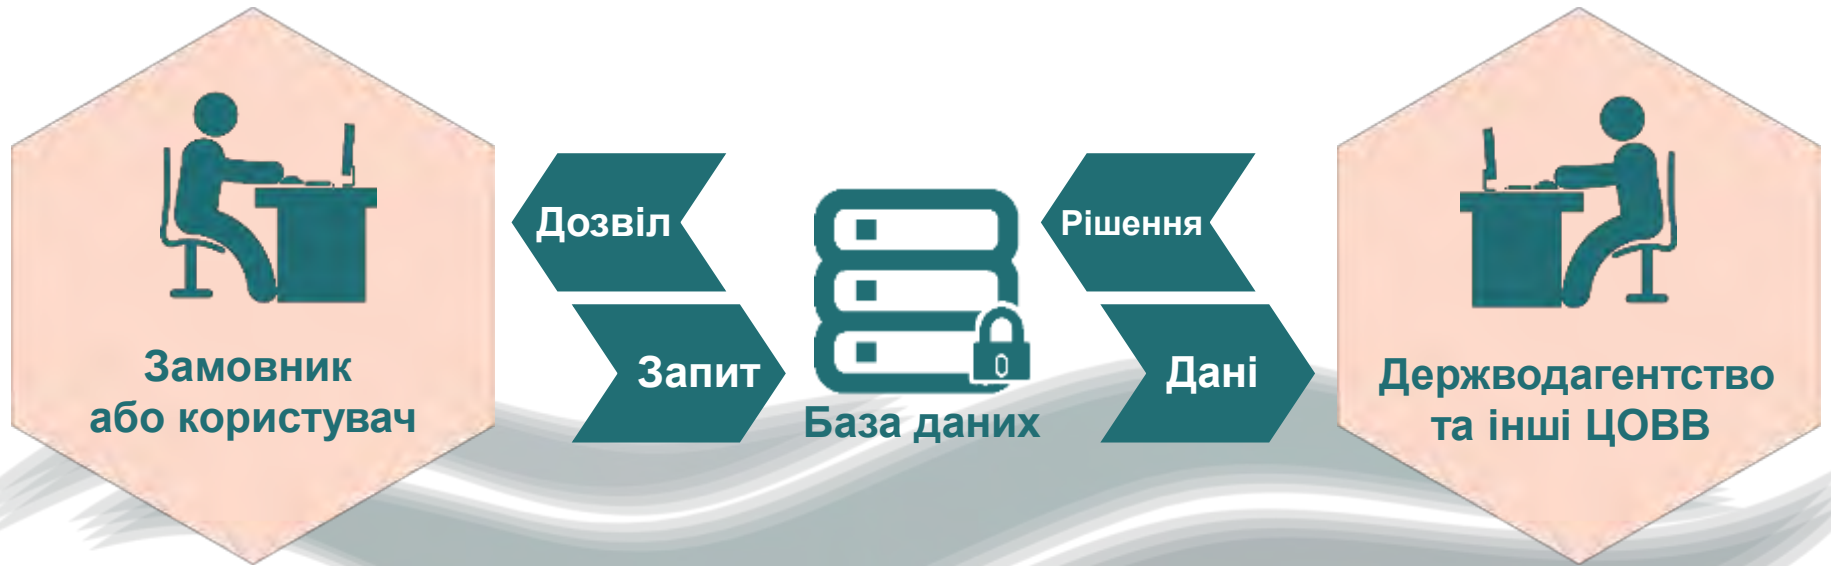 Дозвіл
Рішення
Запит
Дані
Замовник
або користувач
База даних
Держводагентство
та інші ЦОВВ